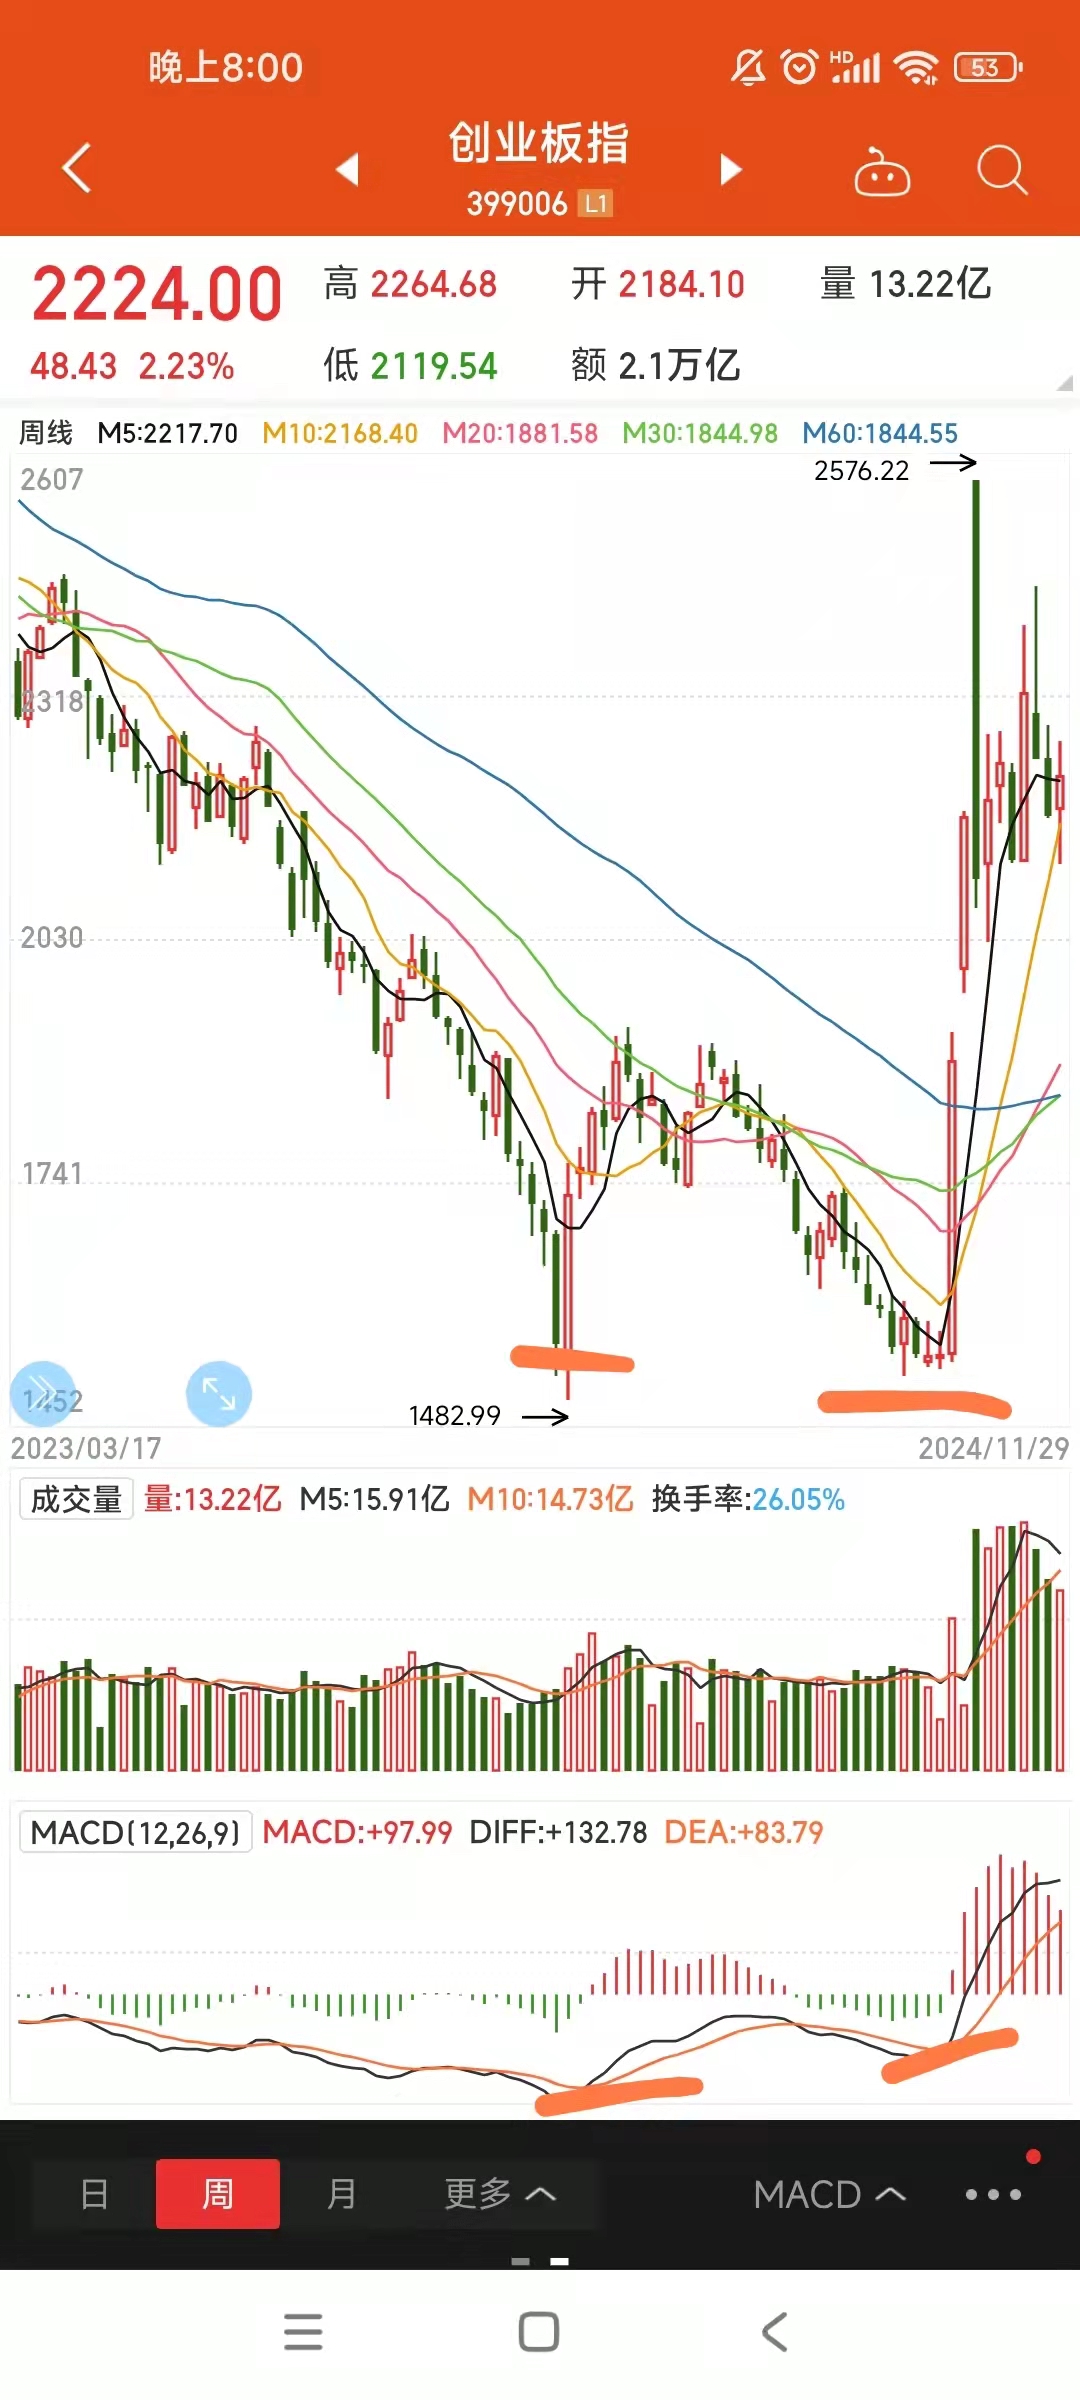 晚上8:00 HD 53
创业板指
399006 L1
2224.00 高 2264.68 开 2184.10 量 13.22亿
48.43 2.23% 低 2119.54 额 2.1万亿
周线 M5:2217.70 M10:2168.40 M20:1881.58 M30:1844.98 M60:1844.55
2576.22
2607
2318
2030
1741
1452
1482.99
2023/03/17 2024/11/29
成交量 量:13.22亿 M5:15.91亿 M10:14.73亿 换手率:26.05%
MACD(12,26,9) MACD:+97.99 DIFF:+132.78 DEA:+83.79
日 周 月 更多 MACD